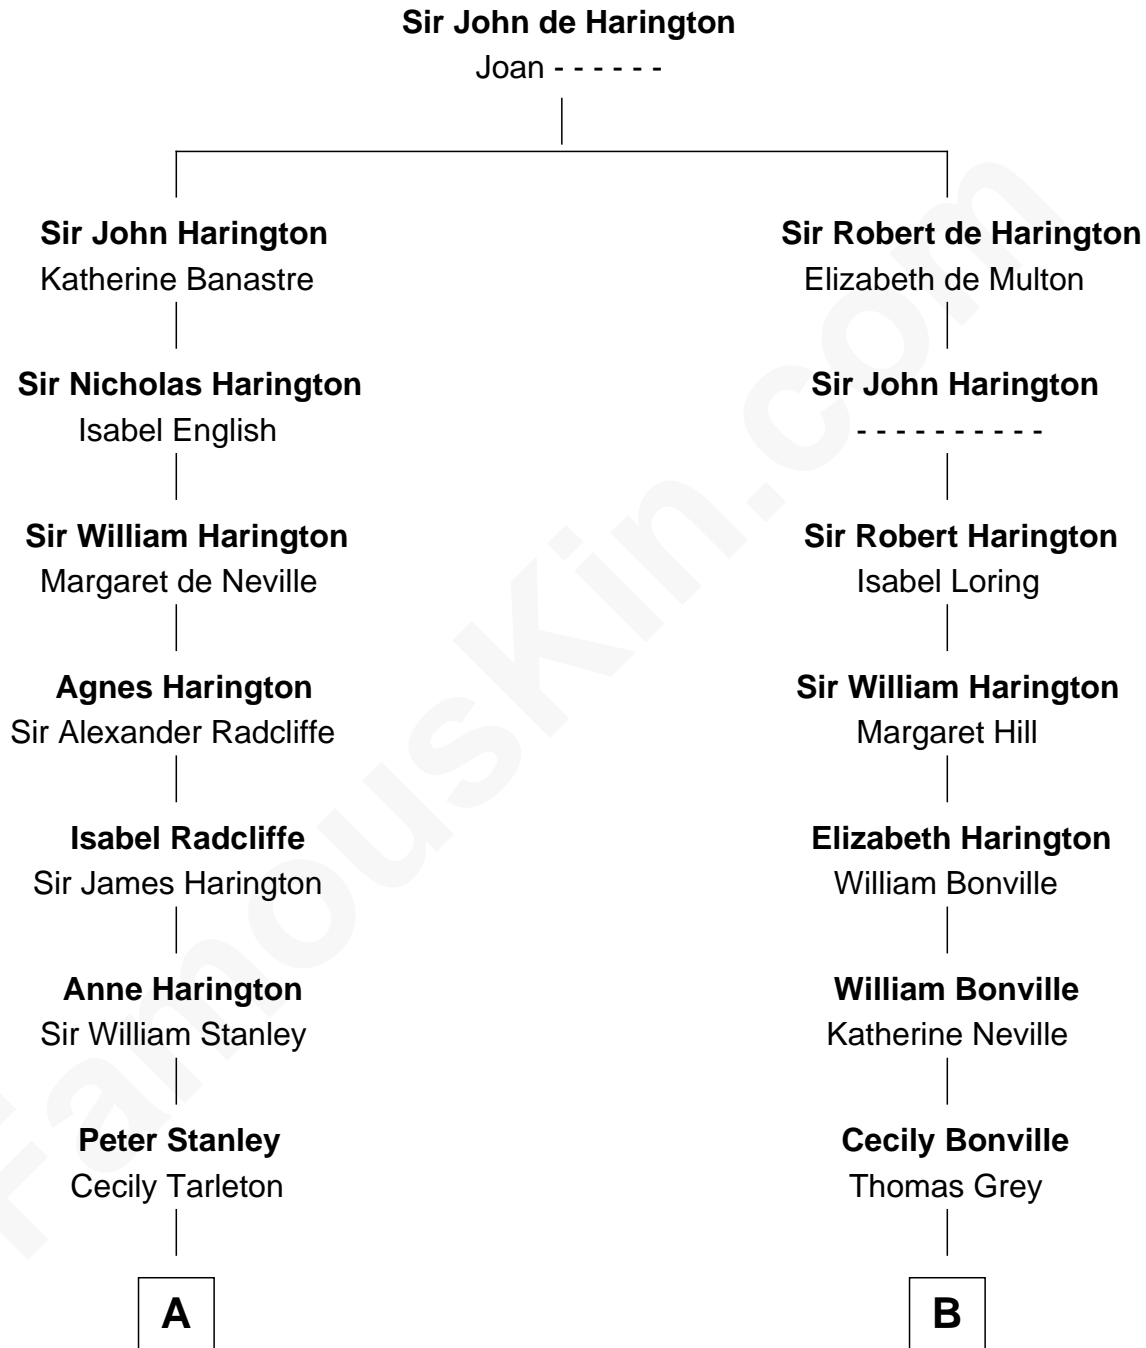 Sir John de Harington
Joan - - - - - -
Sir John Harington
Katherine Banastre
Sir Robert de Harington
Elizabeth de Multon
Sir Nicholas Harington
Isabel English
Sir John Harington
- - - - - - - - - -
Sir William Harington
Margaret de Neville
Sir Robert Harington
Isabel Loring
Agnes Harington
Sir Alexander Radcliffe
Sir William Harington
Margaret Hill
Isabel Radcliffe
Sir James Harington
Elizabeth Harington
William Bonville
Anne Harington
Sir William Stanley
William Bonville
Katherine Neville
Peter Stanley
Cecily Tarleton
Cecily Bonville
Thomas Grey
A
B
FamousKin.com